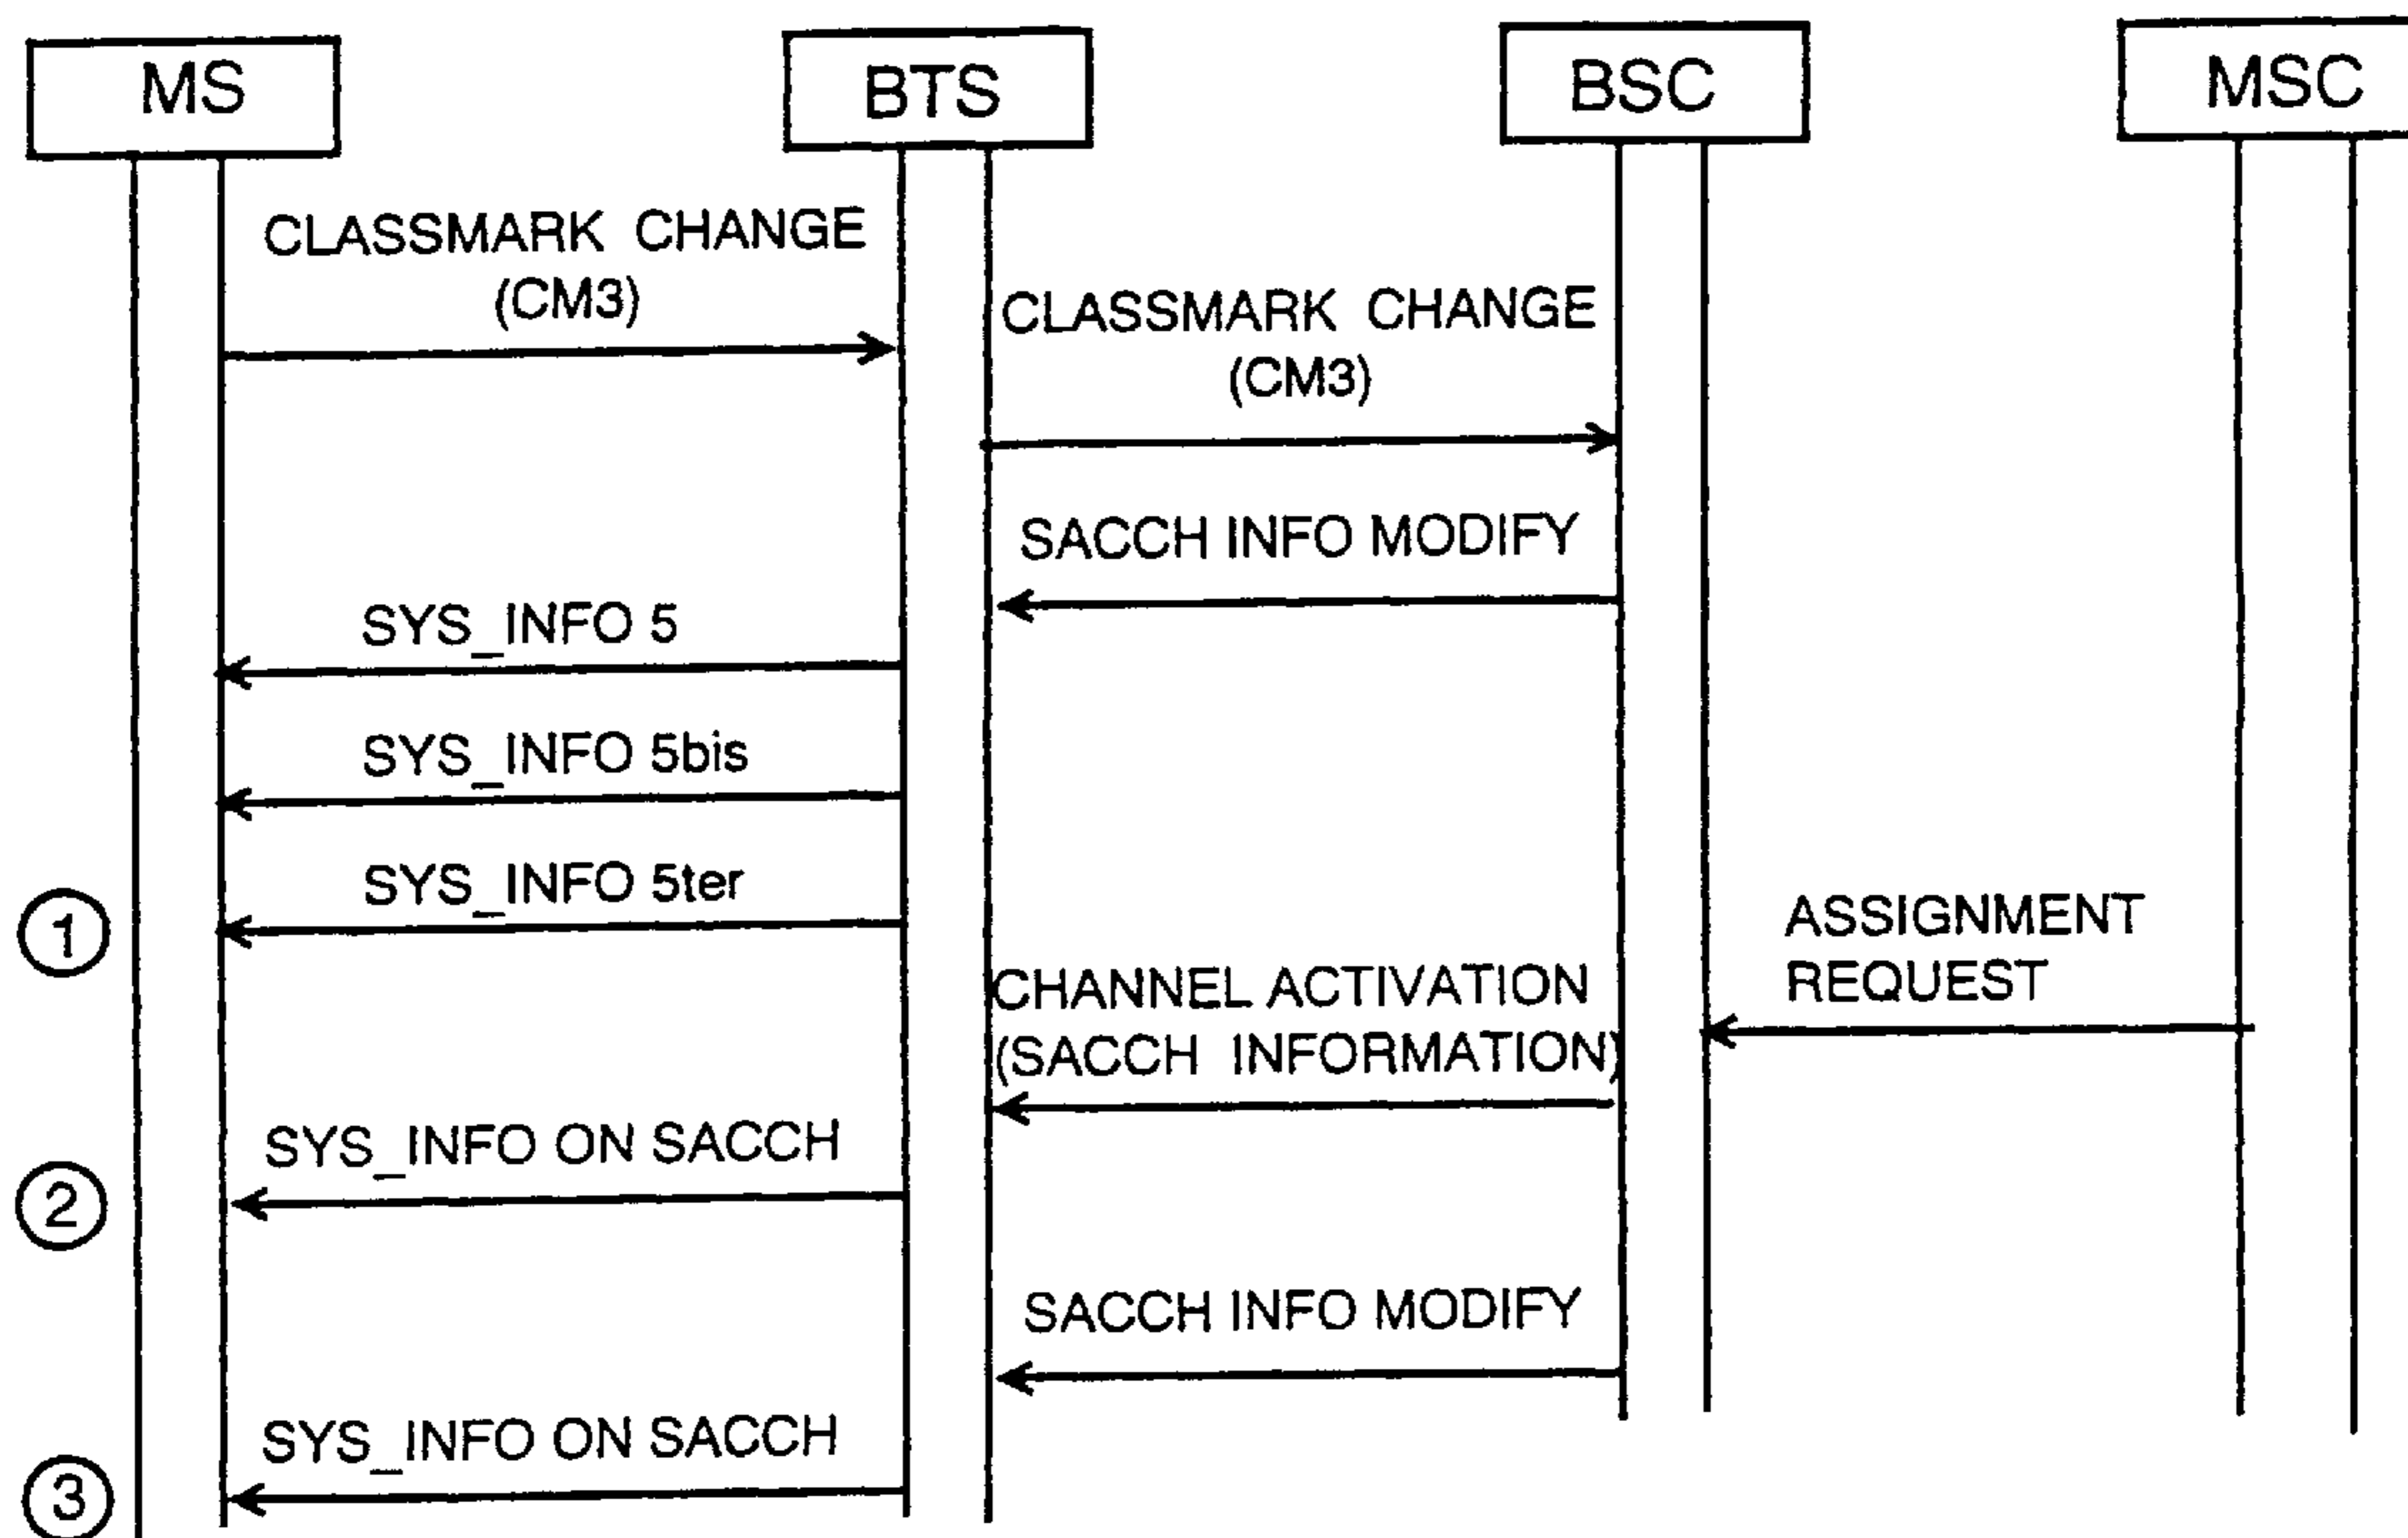 MS
BTS
BSC
MSC
CLASSMARK CHANGE
(CM3)
CLASSMARK CHANGE
(CM3)
SACCH INFO MODIFY
SYS_INFO 5
SYS_INFO 5bis
SYS_INFO 5ter
1
ASSIGNMENT
REQUEST
CHANNEL ACTIVATION
(SACCH INFORMATION)
SYS_INFO ON SACCH
2
SACCH INFO MODIFY
SYS_INFO ON SACCH
3